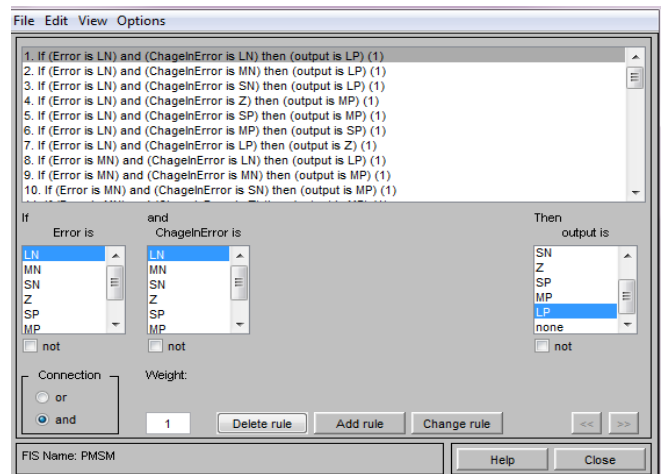 File Edit View Options
1. If (Error is LN) and (ChageInError is LN) then (output is LP) (1)
2. If (Error is LN) and (ChageInError is MN) then (output is LP) (1)
3. If (Error is LN) and (ChageInError is SN) then (output is LP) (1)
4. If (Error is LN) and (ChageInError is Z) then (output is MP) (1)
5. If (Error is LN) and (ChageInError is SP) then (output is MP) (1)
6. If (Error is LN) and (ChageInError is MP) then (output is SP) (1)
7. If (Error is LN) and (ChageInError is LP) then (output is Z) (1)
8. If (Error is MN) and (ChageInError is LN) then (output is LP) (1)
9. If (Error is MN) and (ChageInError is MN) then (output is MP) (1)
10. If (Error is MN) and (ChageInError is SN) then (output is MP) (1)
If and Then
Error is ChageInError is output is
LN
MN
SN
Z
SP
MP
not
LN
MN
SN
Z
SP
MP
not
SN
Z
SP
MP
LP
none
not
Connection
or
and
Weight:
1
Delete rule Add rule Change rule << >>
FIS Name: PMSM
Help Close